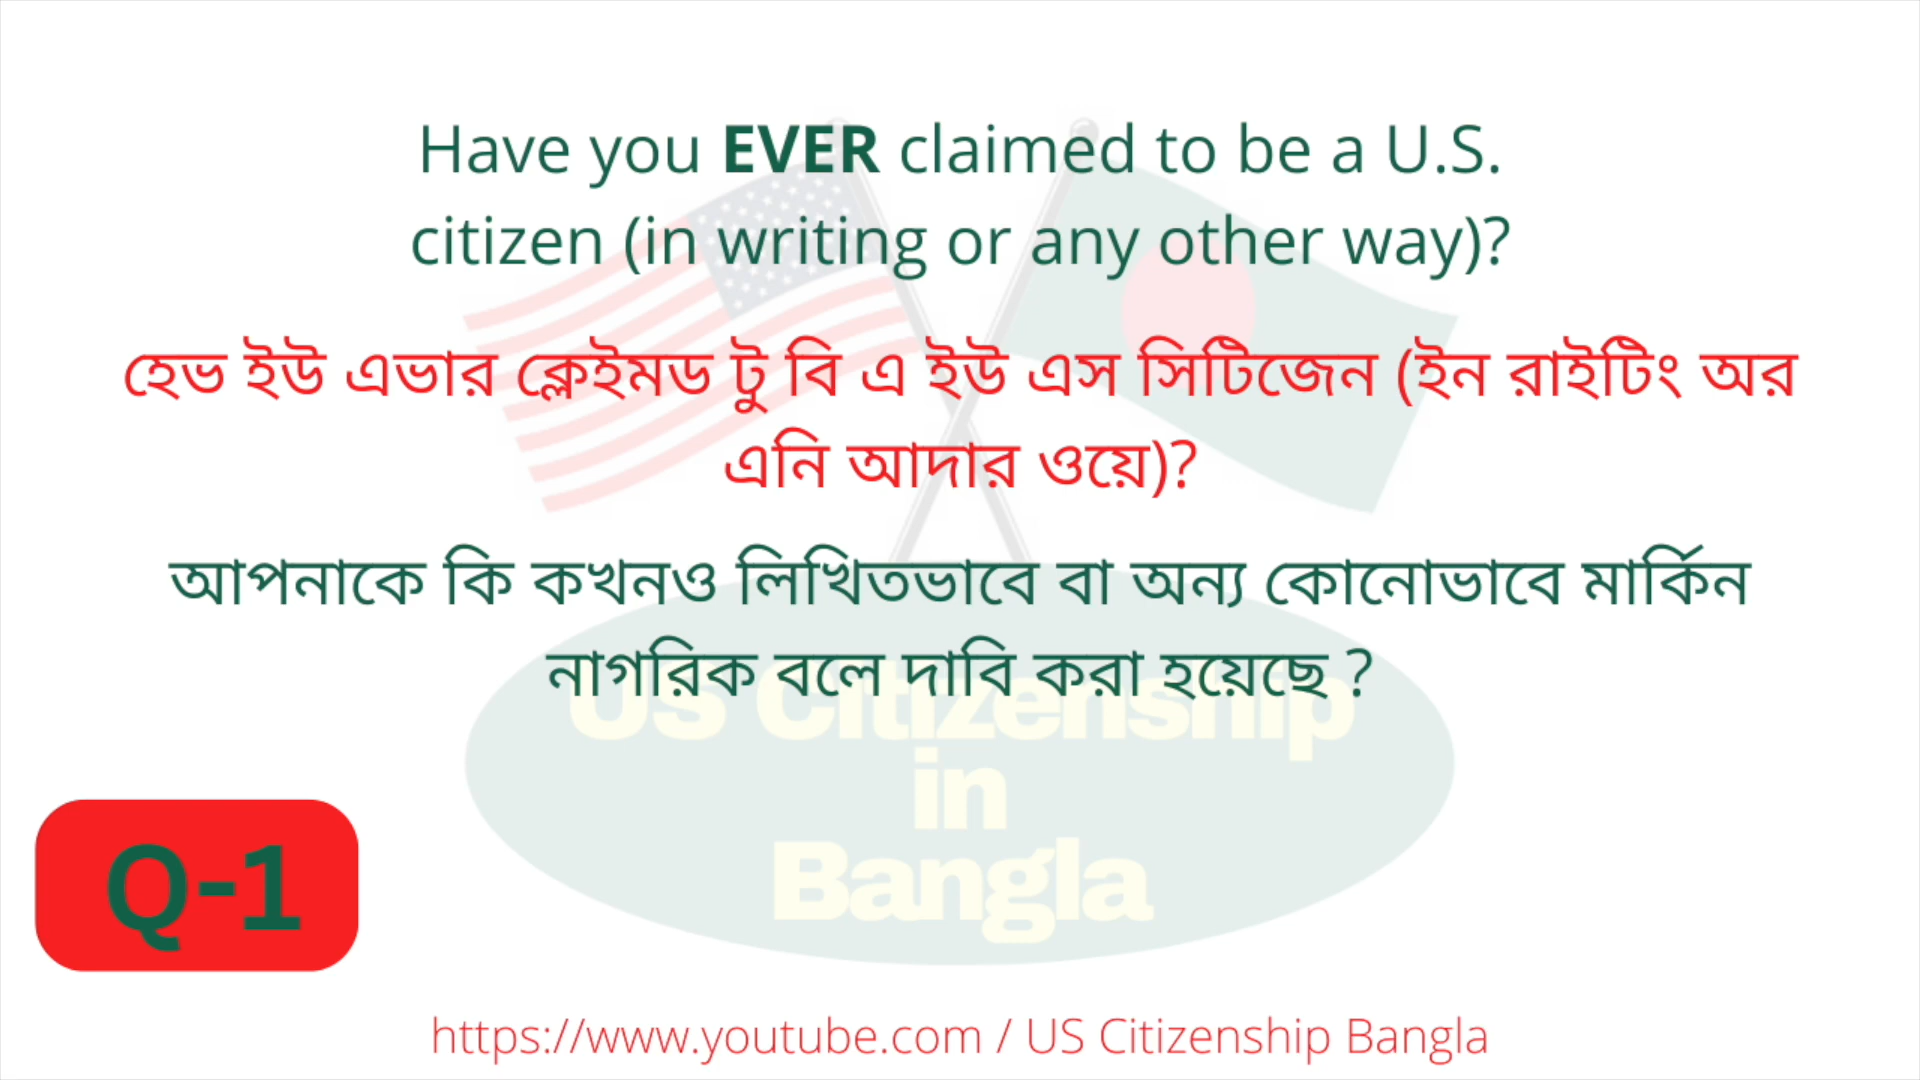 Have you EVER claimed to be a U.S.
citizen (in writing or any other way)?
হেভ ইউ এভার ক্লেইমড টু বি এ ইউ এস সিটিজেন (ইন রাইটিং অর
এনি আদার ওয়ে)?
আপনাকে কি কখনও লিখিতভাবে বা অন্য কোনোভাবে মার্কিন
নাগরিক বলে দাবি করা হয়েছে ?
US Citizenship
in
Bangla
Q-1
https://www.youtube.com / US Citizenship Bangla